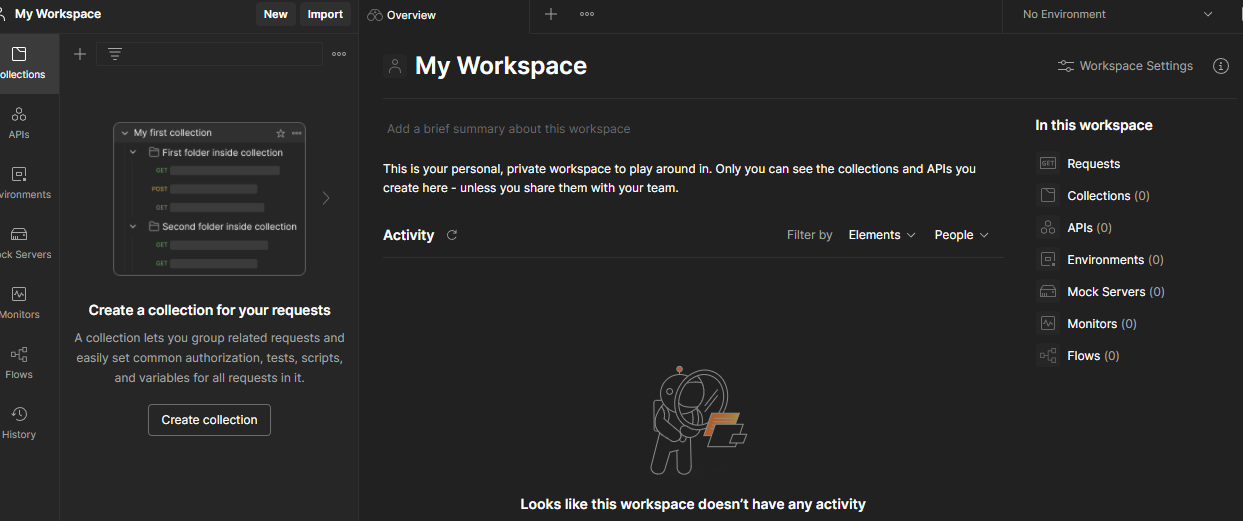 My Workspace
New
Import
Overview
No Environment
ollections
APIs
vironments
ck Servers
Monitors
Flows
History
My first collection
First folder inside collection
GET
POST
GET
Second folder inside collection
GET
GET
Create a collection for your requests
A collection lets you group related requests and
easily set common authorization, tests, scripts,
and variables for all requests in it.
Create collection
My Workspace
Workspace Settings
Add a brief summary about this workspace
This is your personal, private workspace to play around in. Only you can see the collections and APIs you
create here - unless you share them with your team.
Activity
Filter by
Elements
People
Looks like this workspace doesn’t have any activity
In this workspace
GET Requests
Collections (0)
APIs (0)
Environments (0)
Mock Servers (0)
Monitors (0)
Flows (0)